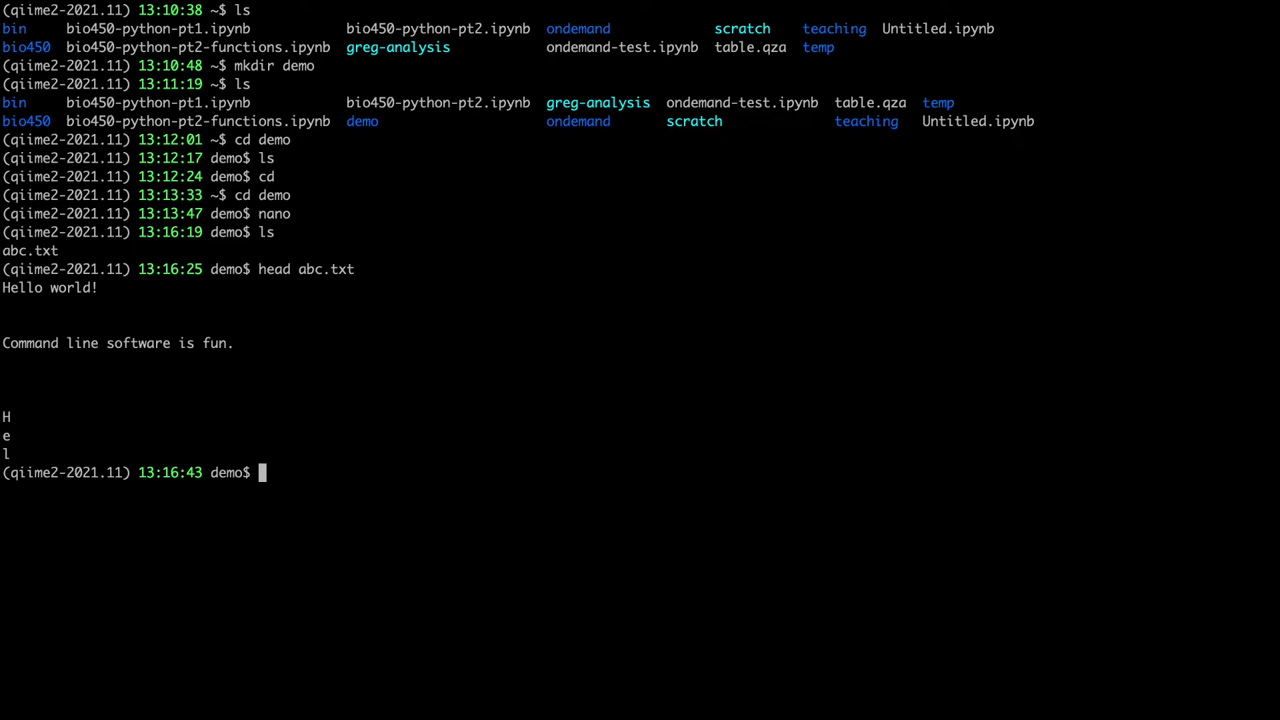 (qiime2-2021.11) 13:10:38 ~$ ls
bin bio450-python-pt1.ipynb bio450-python-pt2.ipynb ondemand scratch teaching Untitled.ipynb
bio450 bio450-python-pt2-functions.ipynb greg-analysis ondemand-test.ipynb table.qza temp
(qiime2-2021.11) 13:10:48 ~$ mkdir demo
(qiime2-2021.11) 13:11:19 ~$ ls
bin bio450-python-pt1.ipynb bio450-python-pt2.ipynb greg-analysis ondemand-test.ipynb table.qza temp
bio450 bio450-python-pt2-functions.ipynb demo ondemand scratch teaching Untitled.ipynb
(qiime2-2021.11) 13:12:01 ~$ cd demo
(qiime2-2021.11) 13:12:17 demo$ ls
(qiime2-2021.11) 13:12:24 demo$ cd
(qiime2-2021.11) 13:13:33 ~$ cd demo
(qiime2-2021.11) 13:13:47 demo$ nano
(qiime2-2021.11) 13:16:19 demo$ ls
abc.txt
(qiime2-2021.11) 13:16:25 demo$ head abc.txt
Hello world!
Command line software is fun.
H
e
l
(qiime2-2021.11) 13:16:43 demo$